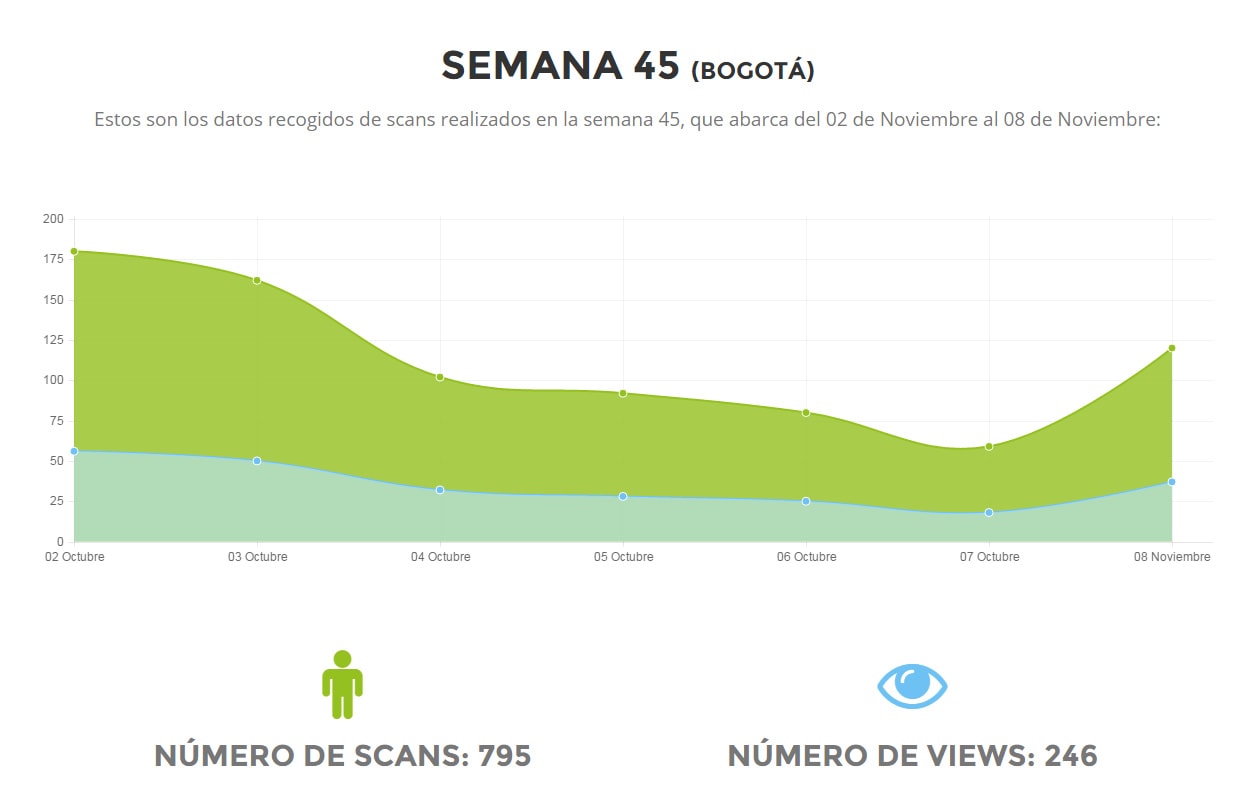 SEMANA 45 (BOGOTÁ)
Estos son los datos recogidos de scans realizados en la semana 45, que abarca del 02 de Noviembre al 08 de Noviembre:
200
175
150
125
100
75
50
25
0
02 Octubre 03 Octubre 04 Octubre 05 Octubre 06 Octubre 07 Octubre 08 Noviembre
NÚMERO DE SCANS: 795 NÚMERO DE VIEWS: 246